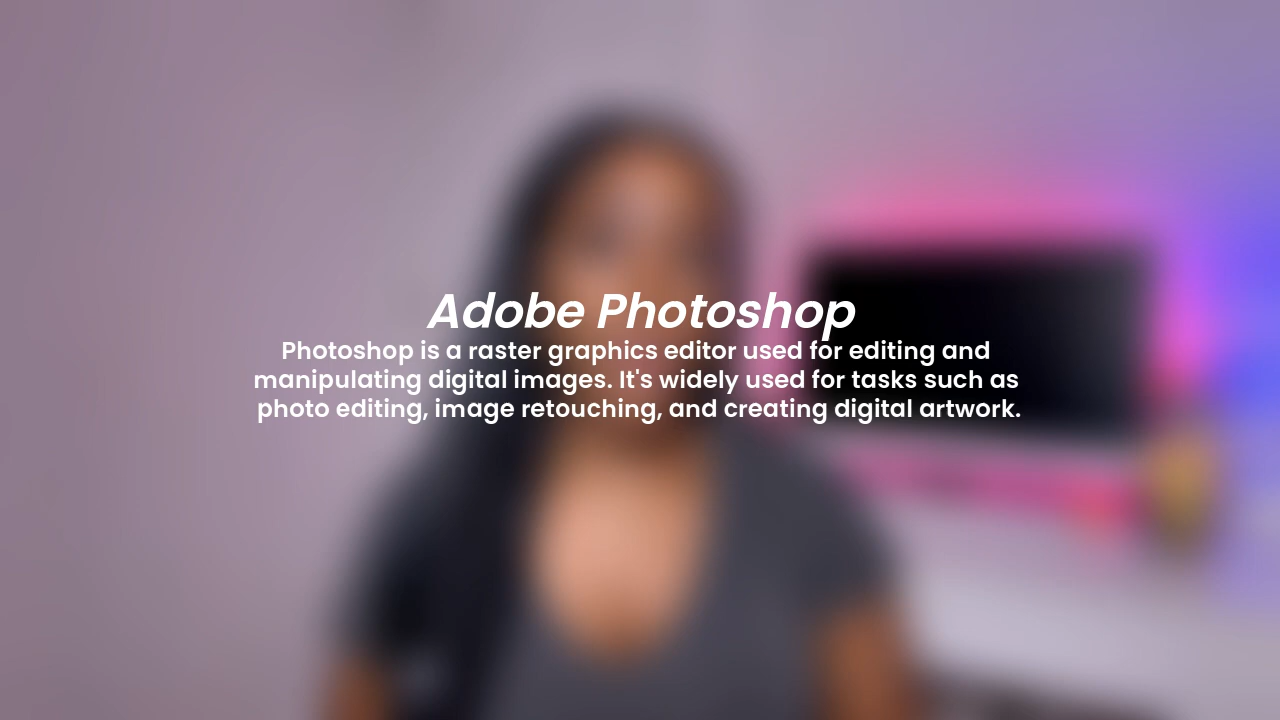 Adobe Photoshop
Photoshop is a raster graphics editor used for editing and
manipulating digital images. It's widely used for tasks such as
photo editing, image retouching, and creating digital artwork.